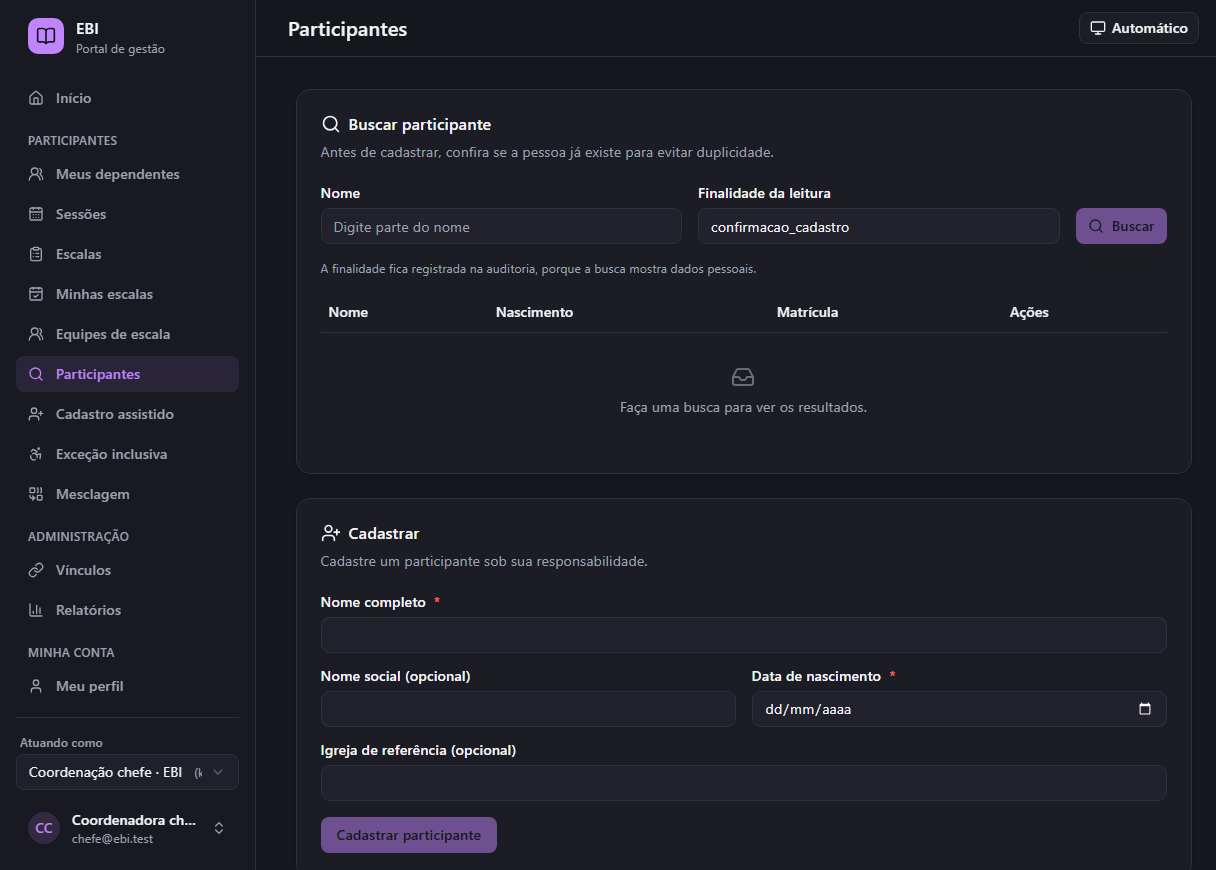 EBI
Portal de gestão
Início
PARTICIPANTES
Meus dependentes
Sessões
Escalas
Minhas escalas
Equipes de escala
Participantes
Cadastro assistido
Exceção inclusiva
Mesclagem
ADMINISTRAÇÃO
Vínculos
Relatórios
MINHA CONTA
Meu perfil
Atuando como
Coordenação chefe · EBI
CC
Coordenadora ch...
chefe@ebi.test
Participantes
Automático
Buscar participante
Antes de cadastrar, confira se a pessoa já existe para evitar duplicidade.
Nome
Finalidade da leitura
Digite parte do nome
confirmacao_cadastro
Buscar
A finalidade fica registrada na auditoria, porque a busca mostra dados pessoais.
Nome Nascimento Matrícula Ações
Faça uma busca para ver os resultados.
Cadastrar
Cadastre um participante sob sua responsabilidade.
Nome completo *
Nome social (opcional)
Data de nascimento *
dd/mm/aaaa
Igreja de referência (opcional)
Cadastrar participante